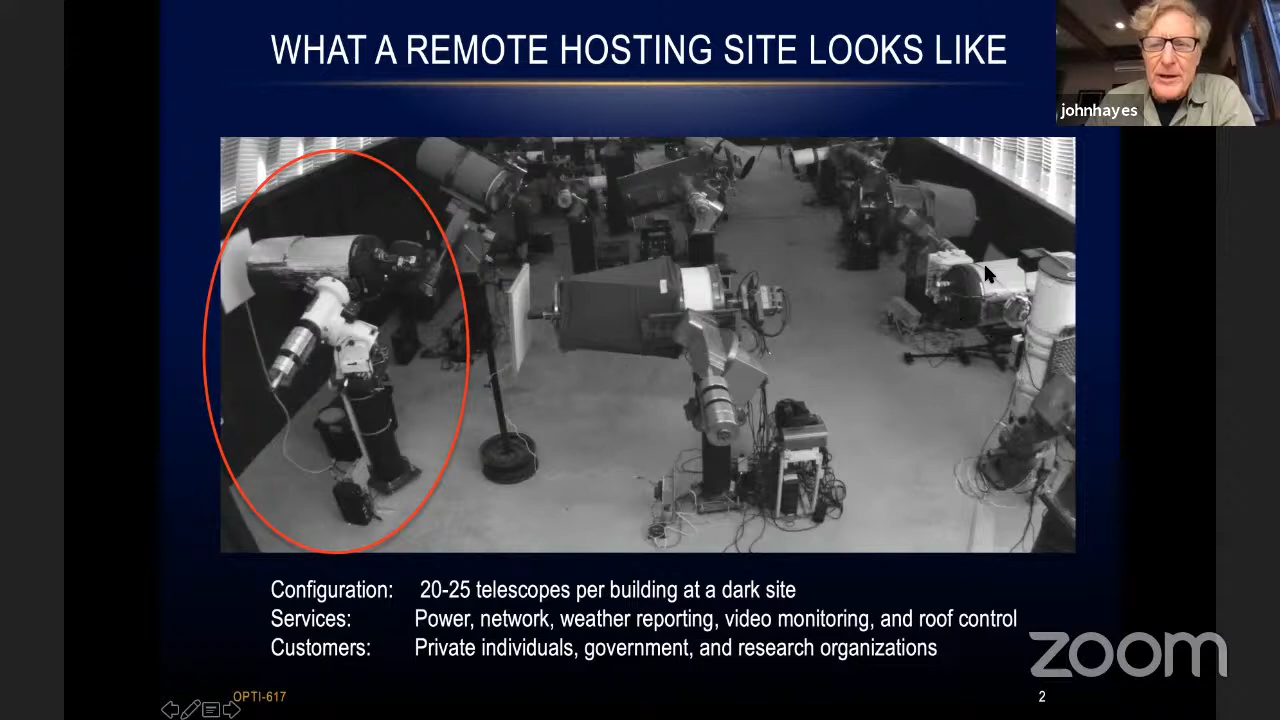 WHAT A REMOTE HOSTING SITE LOOKS LIKE
johnhayes
Configuration: 20-25 telescopes per building at a dark site
Services: Power, network, weather reporting, video monitoring, and roof control
Customers: Private individuals, government, and research organizations
zoom
OPTI-617
2